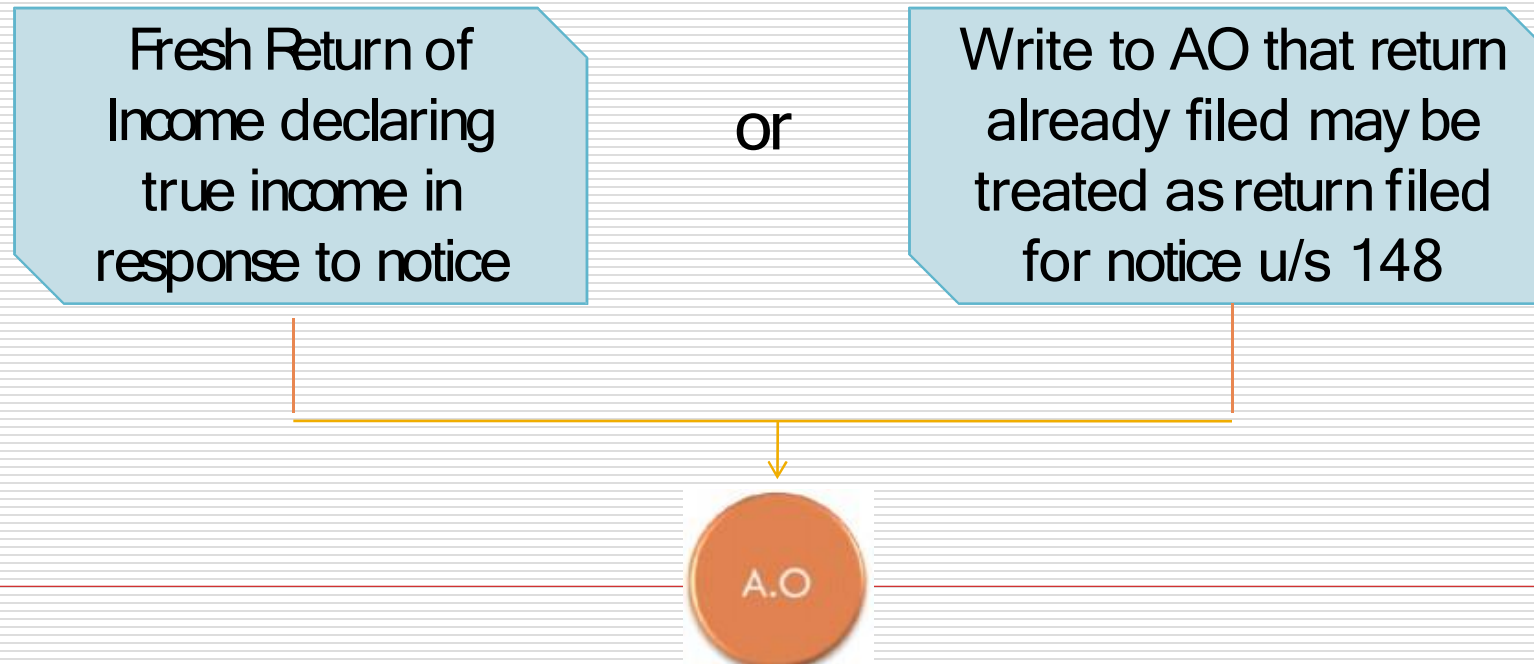 Fresh Return of
Income declaring
true income in
response to notice
or
Write to AO that return
already filed may be
treated as return filed
for notice u/s 148
A.O